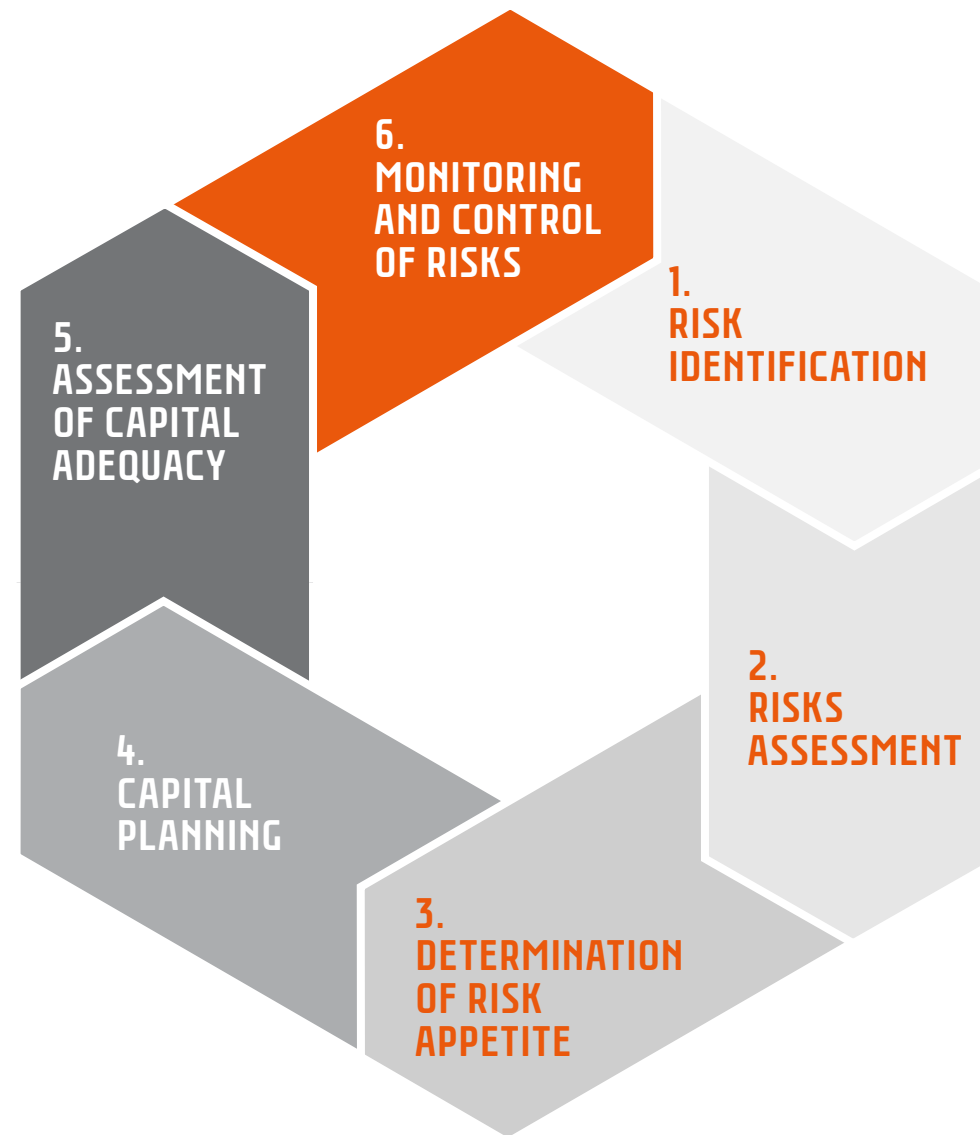 1.
RISK
IDENTIFICATION
2.
RISKS
ASSESSMENT
3.
DETERMINATION
OF RISK
APPETITE
4.
CAPITAL
PLANNING
5.
ASSESSMENT
OF CAPITAL
ADEQUACY
6.
MONITORING
AND CONTROL
OF RISKS